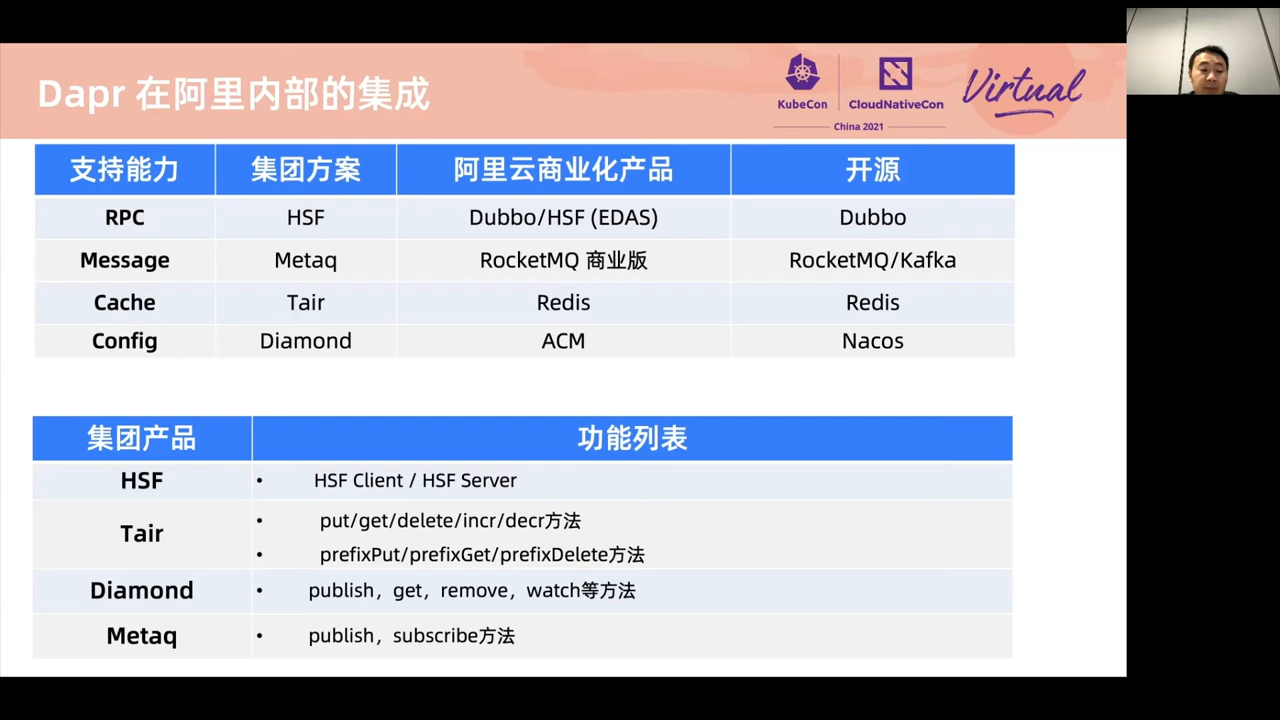 Dapr 在阿里内部的集成
KubeCon
CloudNativeCon
Virtual
China 2021
支持能力 集团方案 阿里云商业化产品 开源
RPC HSF Dubbo/HSF (EDAS) Dubbo
Message Metaq RocketMQ 商业版 RocketMQ/Kafka
Cache Tair Redis Redis
Config Diamond ACM Nacos
集团产品 功能列表
HSF • HSF Client / HSF Server
Tair • put/get/delete/incr/decr方法
• prefixPut/prefixGet/prefixDelete方法
Diamond • publish，get，remove，watch等方法
Metaq • publish，subscribe方法